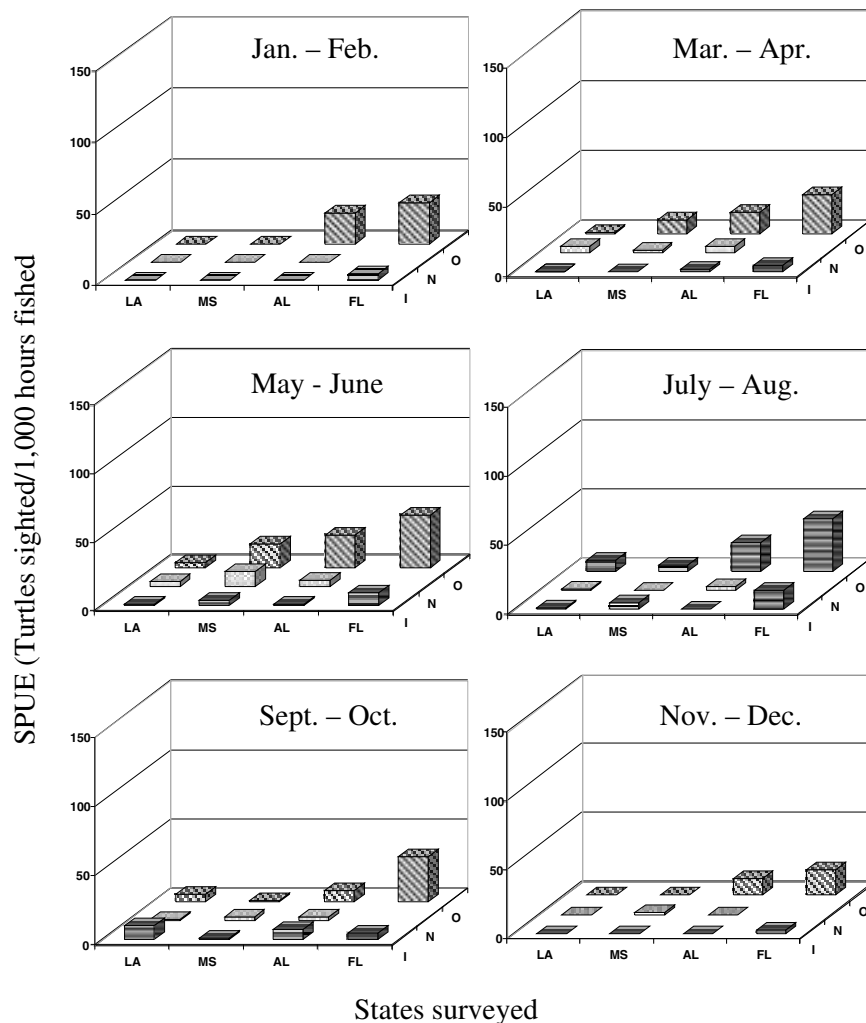 Jan. – Feb.
150
100
50
0
LA MS AL FL
I N O
Mar. – Apr.
150
100
50
0
LA MS AL FL
I N O
May - June
150
100
50
0
LA MS AL FL
I N O
July – Aug.
150
100
50
0
LA MS AL FL
I N O
Sept. – Oct.
150
100
50
0
LA MS AL FL
I N O
Nov. – Dec.
150
100
50
0
LA MS AL FL
I N O
SPUE (Turtles sighted/1,000 hours fished
States surveyed